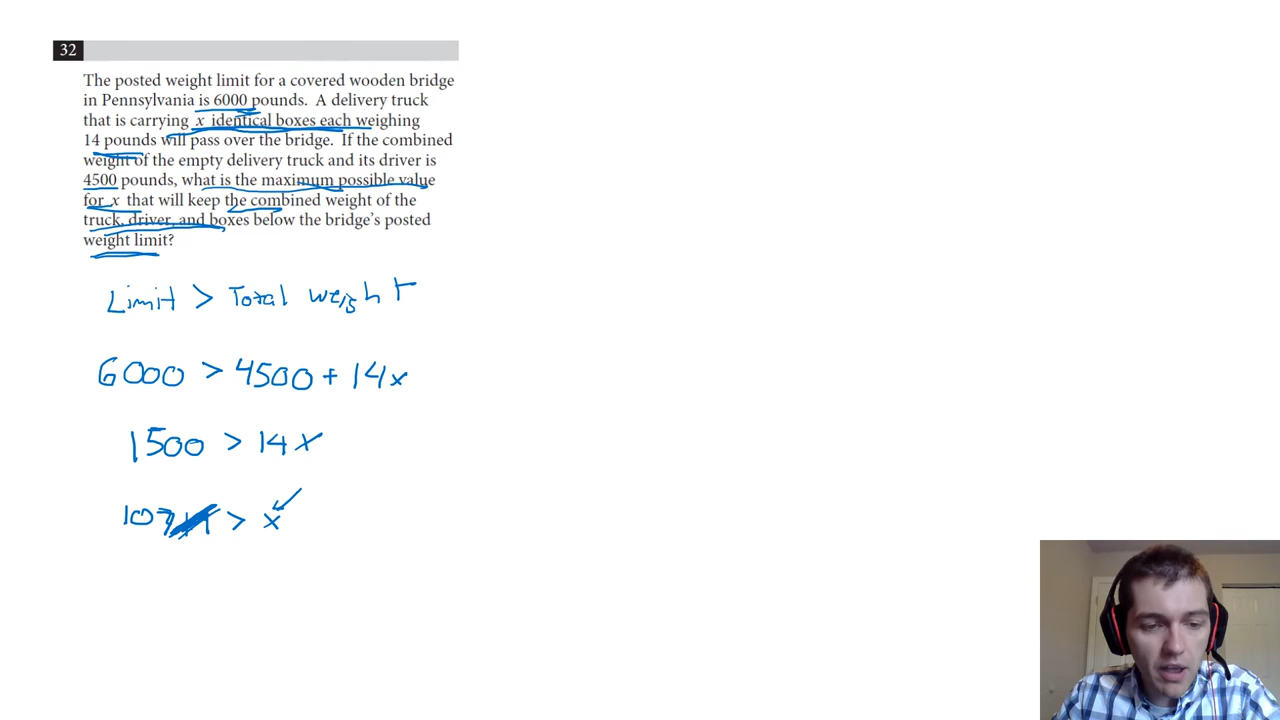 32
The posted weight limit for a covered wooden bridge
in Pennsylvania is 6000 pounds. A delivery truck
that is carrying x identical boxes each weighing
14 pounds will pass over the bridge. If the combined
weight of the empty delivery truck and its driver is
4500 pounds, what is the maximum possible value
for x that will keep the combined weight of the
truck, driver, and boxes below the bridge's posted
weight limit?
Limit > Total weight
6000 > 4500 + 14x
1500 > 14x
107 > x